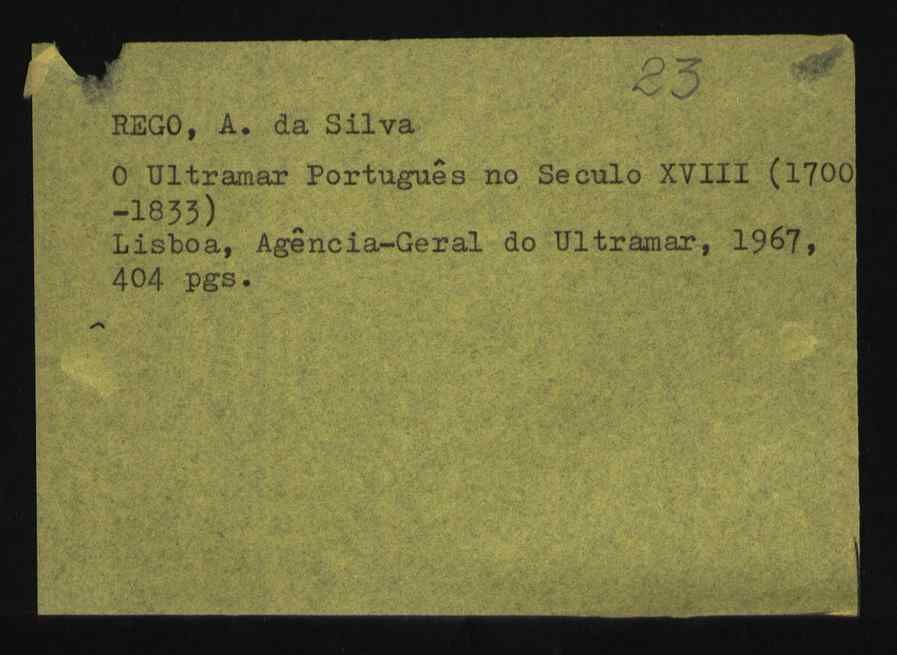 23
REGO, A. da Silva
O Ultramar Português no Seculo XVIII (1700
-1833)
Lisboa, Agência-Geral do Ultramar, 1967,
404 pgs.
^